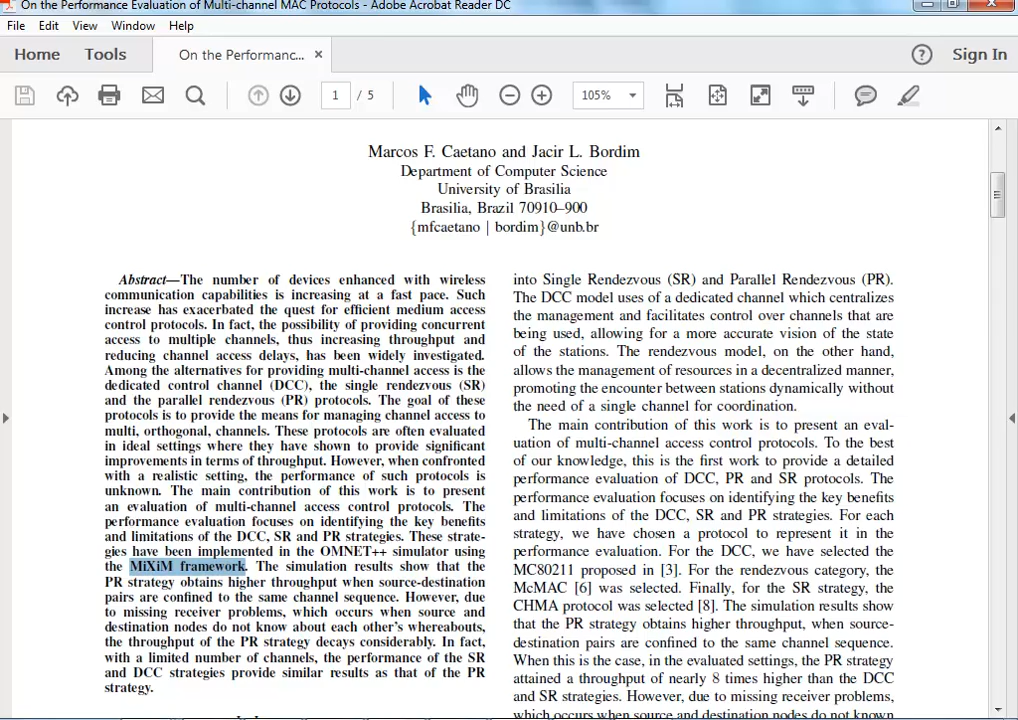 On the Performance Evaluation of Multi-channel MAC Protocols - Adobe Acrobat Reader DC
File Edit View Window Help
Home Tools On the Performanc... × ? Sign In
1 / 5 105%
Marcos F. Caetano and Jacir L. Bordim
Department of Computer Science
University of Brasilia
Brasilia, Brazil 70910–900
{mfcaetano | bordim}@unb.br
Abstract—The number of devices enhanced with wireless
communication capabilities is increasing at a fast pace. Such
increase has exacerbated the quest for efficient medium access
control protocols. In fact, the possibility of providing concurrent
access to multiple channels, thus increasing throughput and
reducing channel access delays, has been widely investigated.
Among the alternatives for providing multi-channel access is the
dedicated control channel (DCC), the single rendezvous (SR)
and the parallel rendezvous (PR) protocols. The goal of these
protocols is to provide the means for managing channel access to
multi, orthogonal, channels. These protocols are often evaluated
in ideal settings where they have shown to provide significant
improvements in terms of throughput. However, when confronted
with a realistic setting, the performance of such protocols is
unknown. The main contribution of this work is to present
an evaluation of multi-channel access control protocols. The
performance evaluation focuses on identifying the key benefits
and limitations of the DCC, SR and PR strategies. These strate-
gies have been implemented in the OMNET++ simulator using
the MiXiM framework. The simulation results show that the
PR strategy obtains higher throughput when source-destination
pairs are confined to the same channel sequence. However, due
to missing receiver problems, which occurs when source and
destination nodes do not know about each other's whereabouts,
the throughput of the PR strategy decays considerably. In fact,
with a limited number of channels, the performance of the SR
and DCC strategies provide similar results as that of the PR
strategy.
into Single Rendezvous (SR) and Parallel Rendezvous (PR).
The DCC model uses of a dedicated channel which centralizes
the management and facilitates control over channels that are
being used, allowing for a more accurate vision of the state
of the stations. The rendezvous model, on the other hand,
allows the management of resources in a decentralized manner,
promoting the encounter between stations dynamically without
the need of a single channel for coordination.
The main contribution of this work is to present an eval-
uation of multi-channel access control protocols. To the best
of our knowledge, this is the first work to provide a detailed
performance evaluation of DCC, PR and SR protocols. The
performance evaluation focuses on identifying the key benefits
and limitations of the DCC, SR and PR strategies. For each
strategy, we have chosen a protocol to represent it in the
performance evaluation. For the DCC, we have selected the
MC80211 proposed in [3]. For the rendezvous category, the
McMAC [6] was selected. Finally, for the SR strategy, the
CHMA protocol was selected [8]. The simulation results show
that the PR strategy obtains higher throughput, when source-
destination pairs are confined to the same channel sequence.
When this is the case, in the evaluated settings, the PR strategy
attained a throughput of nearly 8 times higher than the DCC
and SR strategies. However, due to missing receiver problems,
which occurs when source and destination nodes do not known